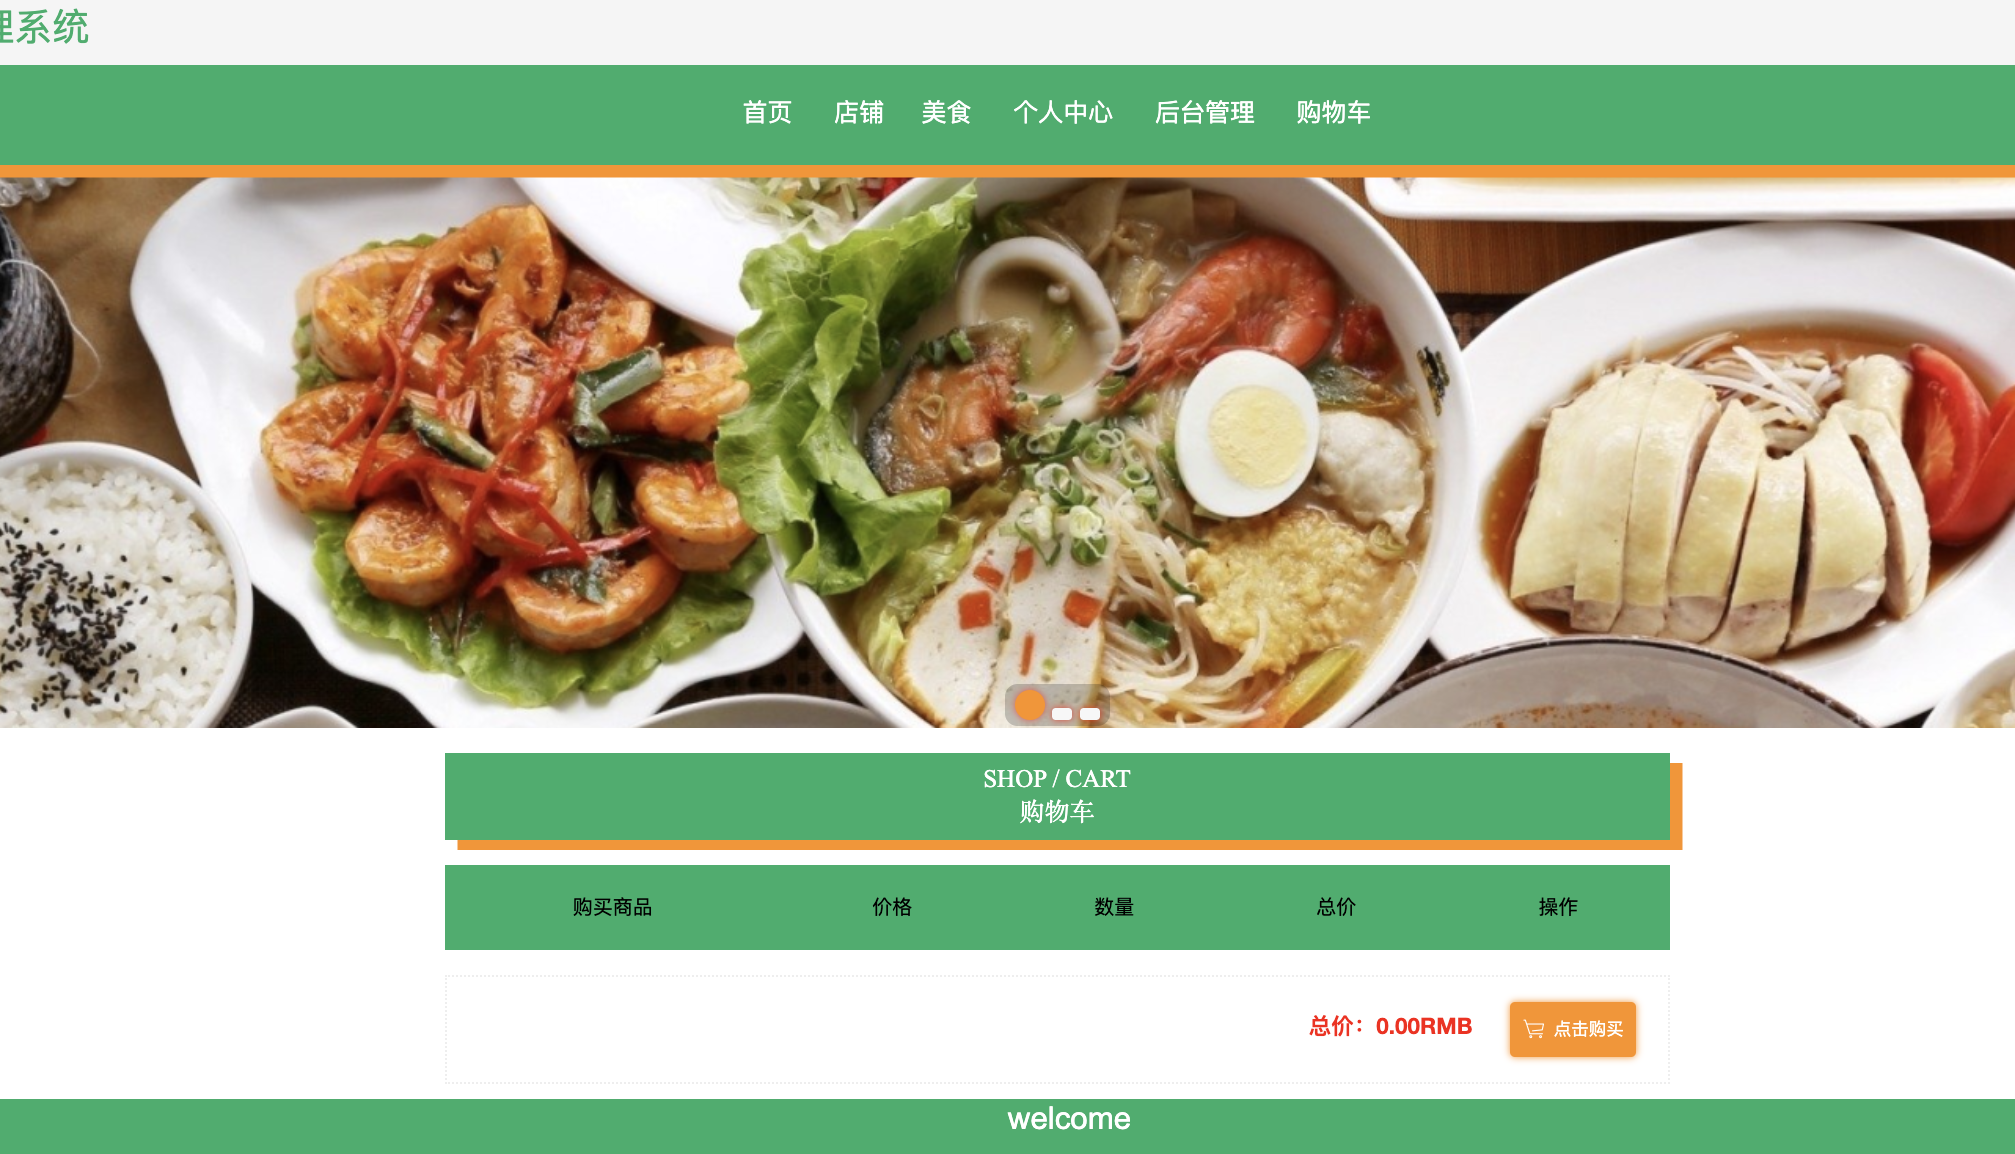 理系统
首页 店铺 美食 个人中心 后台管理 购物车
SHOP / CART
购物车
购买商品 价格 数量 总价 操作
总价：0.00RMB 点击购买
welcome